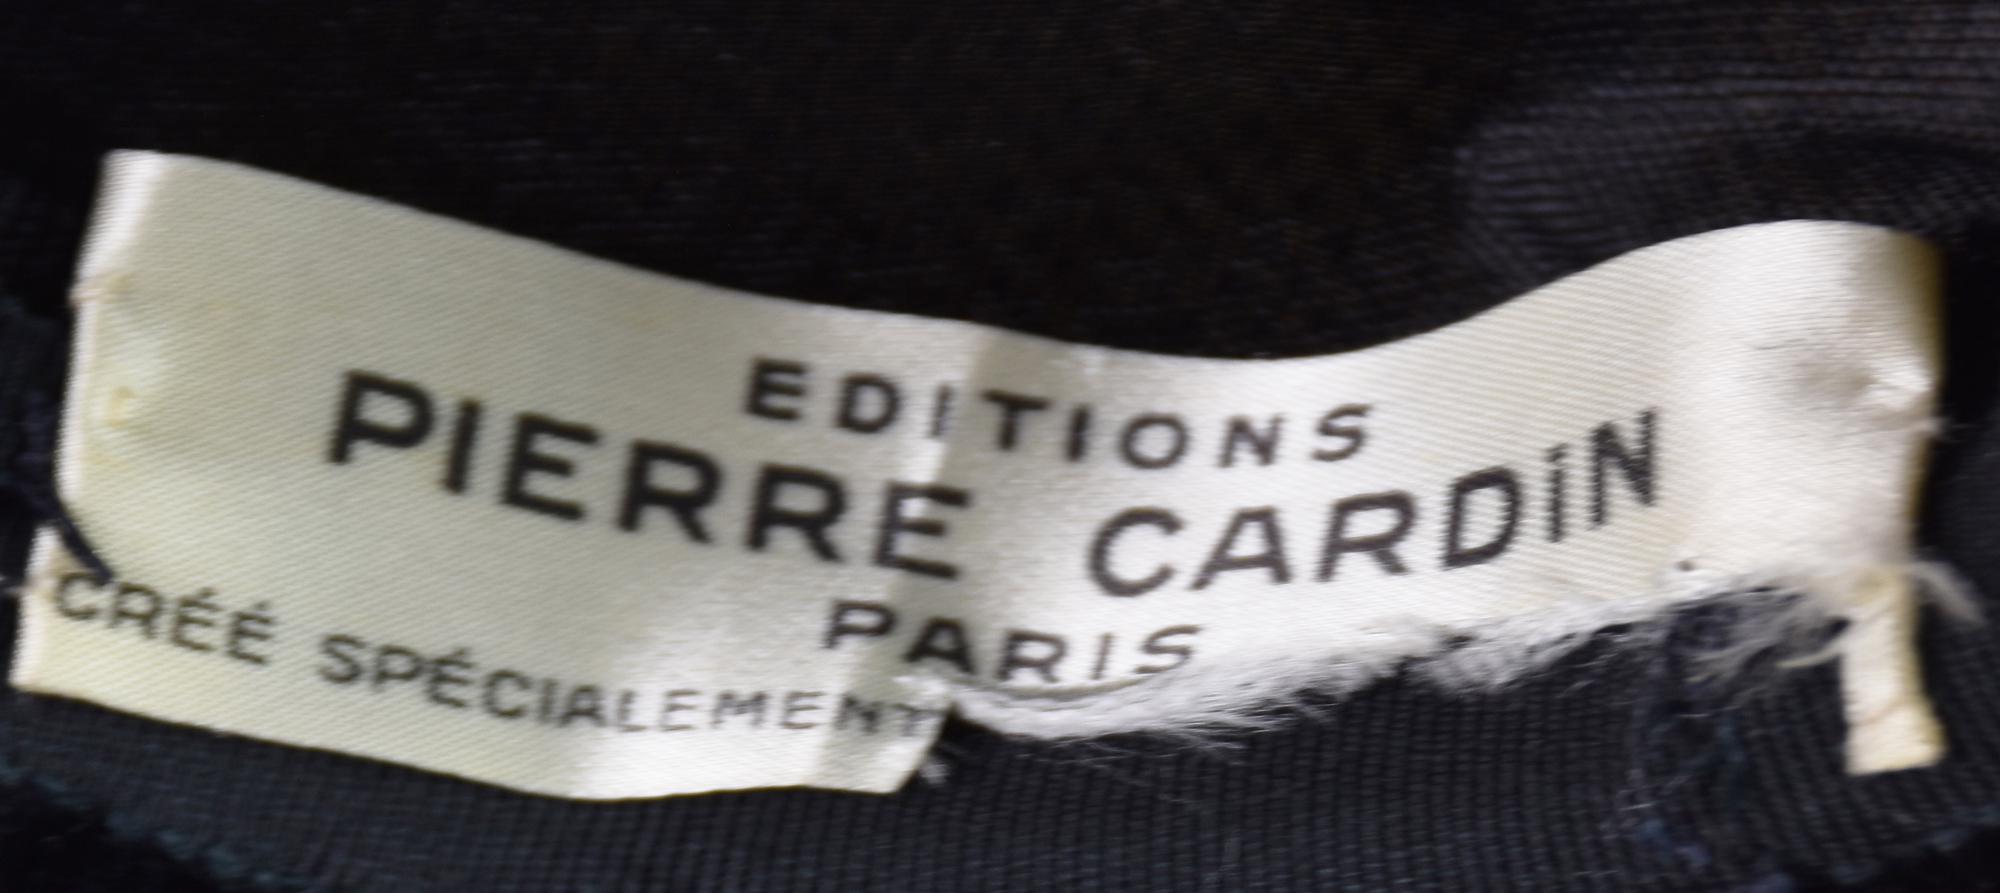 EDITIONS
PIERRE CARDiN
PARIS
CRÉÉ SPÉCIALEMENT